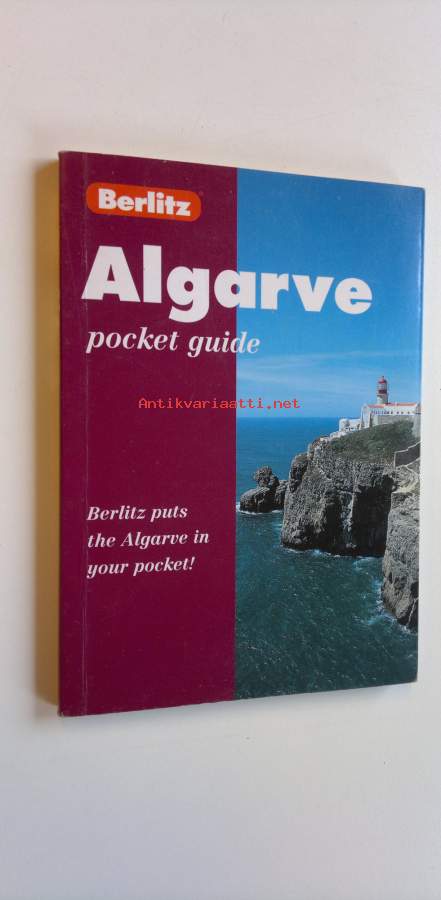 Berlitz
Algarve
pocket guide
Antikvariaatti.net
Berlitz puts
the Algarve in
your pocket!